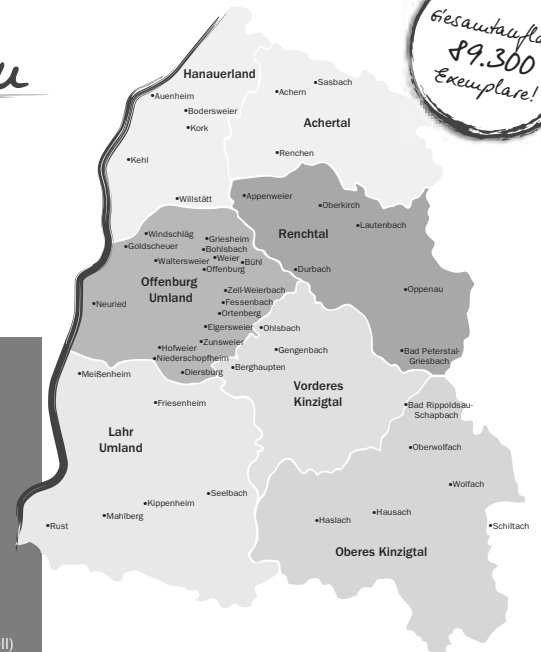 Gesamtaufla
89.300
Exemplare!
Hanauerland
•Auenheim
•Bodersweier
•Kork
•Kehl
•Willstätt
•Sasbach
•Achern
Achertal
•Renchen
•Appenweier
•Oberkirch
•Lautenbach
Renchtal
•Durbach
•Oppenau
•Bad Peterstal-
Griesbach
•Windschläg
•Goldscheuer
•Griesheim
•Bohlsbach
•Waltersweier
•Weier
•Bühl
•Offenburg
Offenburg
Umland
•Zell-Weierbach
•Fessenbach
•Ortenberg
•Neuried
•Elgersweier
•Zunsweier
•Hofweier
•Niederschopfheim
•Diersburg
•Ohlsbach
•Gengenbach
•Berghaupten
Vorderes
Kinzigtal
•Meißenheim
•Friesenheim
Lahr
Umland
•Seelbach
•Kippenheim
•Mahlberg
•Rust
•Bad Rippoldsau-
Schapbach
•Oberwolfach
•Wolfach
•Hausach
•Haslach
•Schiltach
Oberes Kinzigtal
ll)